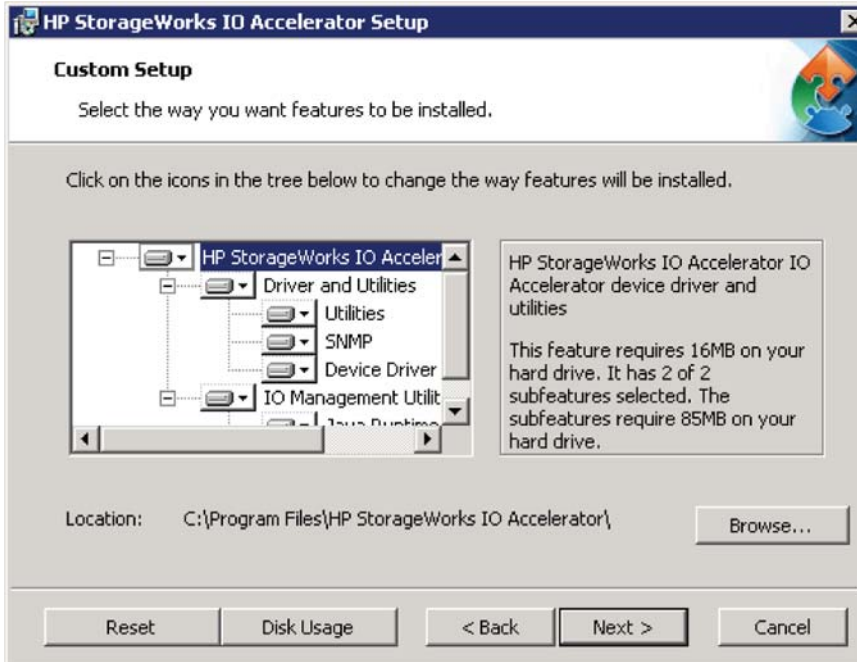 HP StorageWorks IO Accelerator Setup
Custom Setup
Select the way you want features to be installed.
Click on the icons in the tree below to change the way features will be installed.
HP StorageWorks IO Acceler
Driver and Utilities
Utilities
SNMP
Device Driver
IO Management Utilit
Java Runtime
HP StorageWorks IO Accelerator IO
Accelerator device driver and
utilities
This feature requires 16MB on your
hard drive. It has 2 of 2
subfeatures selected. The
subfeatures require 85MB on your
hard drive.
Location: C:\Program Files\HP StorageWorks IO Accelerator\
Browse...
Reset Disk Usage < Back Next > Cancel